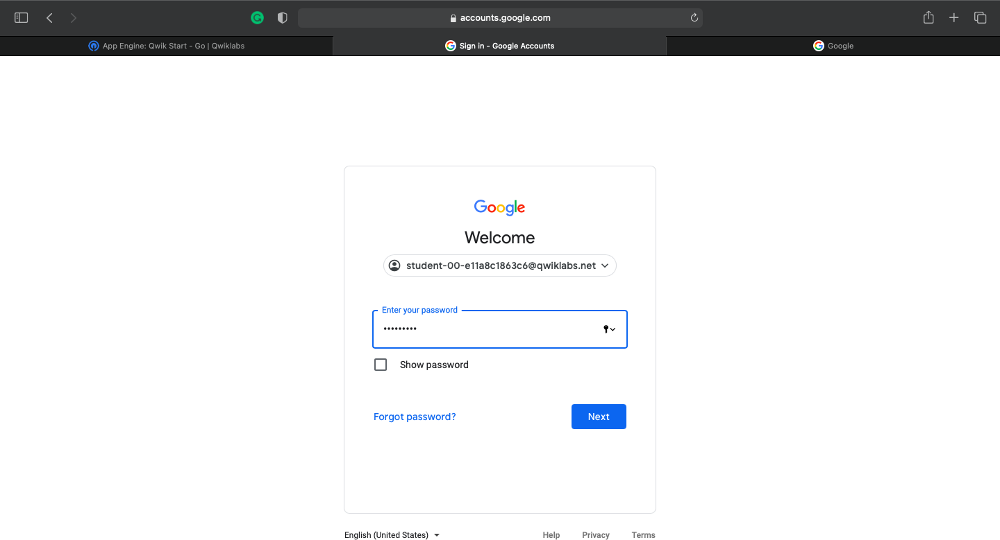 accounts.google.com
App Engine: Qwik Start - Go | Qwiklabs
Sign in - Google Accounts
Google
Google
Welcome
student-00-e11a8c1863c6@qwiklabs.net
Enter your password
•••••••••
Show password
Forgot password?
Next
English (United States)
Help Privacy Terms